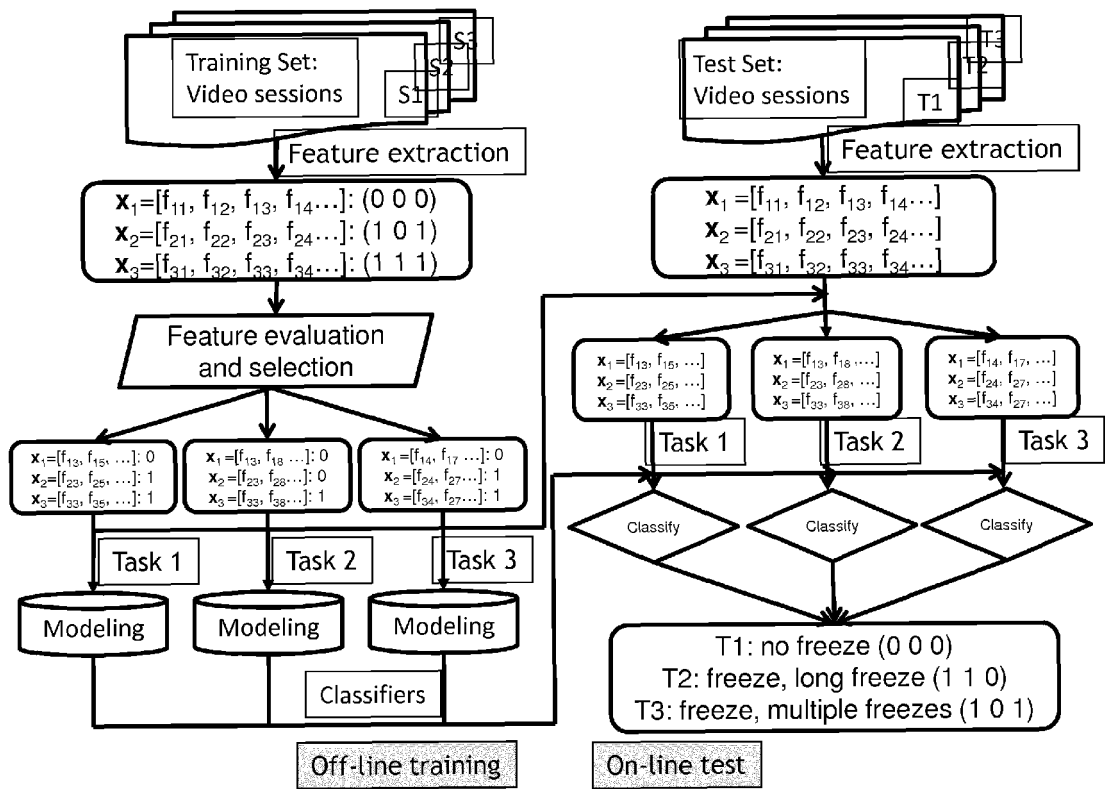 Training Set:
Video sessions
S1
S2
S3
Feature extraction
x1=[f11, f12, f13, f14...]: (0 0 0)
x2=[f21, f22, f23, f24...]: (1 0 1)
x3=[f31, f32, f33, f34...]: (1 1 1)
Feature evaluation
and selection
x1=[f13, f15, ...]: 0
x2=[f23, f25, ...]: 1
x3=[f33, f35, ...]: 1
x1=[f13, f18 ...]: 0
x2=[f23, f28...]: 0
x3=[f33, f38...]: 1
x1=[f14, f17 ...]: 0
x2=[f24, f27...]: 1
x3=[f34, f27...]: 1
Task 1
Task 2
Task 3
Modeling
Modeling
Modeling
Classifiers
Off-line training
Test Set:
Video sessions
T1
T2
T3
Feature extraction
x1=[f11, f12, f13, f14...]
x2=[f21, f22, f23, f24...]
x3=[f31, f32, f33, f34...]
x1=[f13, f15, ...]
x2=[f23, f25, ...]
x3=[f33, f35, ...]
x1=[f13, f18, ...]
x2=[f23, f28, ...]
x3=[f33, f38, ...]
x1=[f14, f17, ...]
x2=[f24, f27, ...]
x3=[f34, f27, ...]
Task 1
Task 2
Task 3
Classify
Classify
Classify
T1: no freeze (0 0 0)
T2: freeze, long freeze (1 1 0)
T3: freeze, multiple freezes (1 0 1)
On-line test